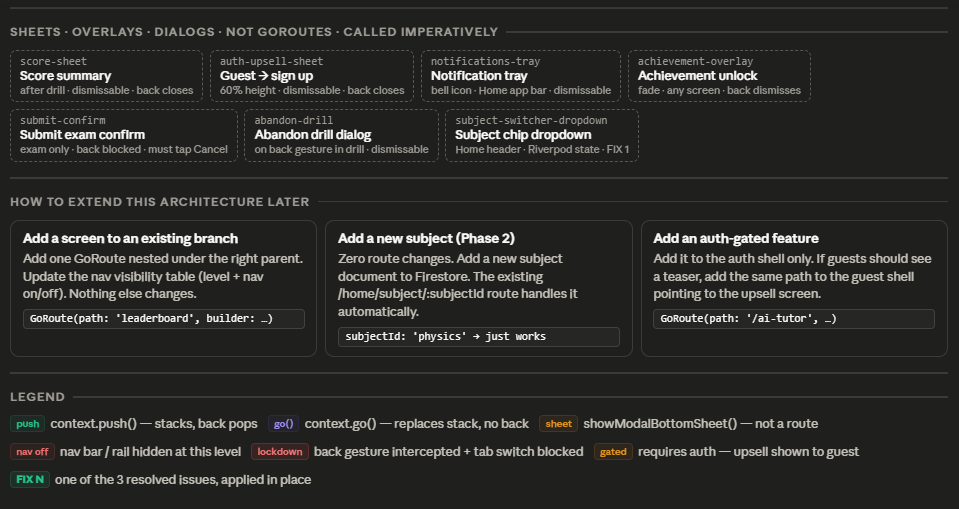 SHEETS · OVERLAYS · DIALOGS · NOT GOROUTES · CALLED IMPERATIVELY
score-sheet
Score summary
after drill · dismissable · back closes
auth-upsell-sheet
Guest → sign up
60% height · dismissable · back closes
notifications-tray
Notification tray
bell icon · Home app bar · dismissable
achievement-overlay
Achievement unlock
fade · any screen · back dismisses
submit-confirm
Submit exam confirm
exam only · back blocked · must tap Cancel
abandon-drill
Abandon drill dialog
on back gesture in drill · dismissable
subject-switcher-dropdown
Subject chip dropdown
Home header · Riverpod state · FIX 1
HOW TO EXTEND THIS ARCHITECTURE LATER
Add a screen to an existing branch
Add one GoRoute nested under the right parent.
Update the nav visibility table (level + nav
on/off). Nothing else changes.
GoRoute(path: 'leaderboard', builder: …)
Add a new subject (Phase 2)
Zero route changes. Add a new subject
document to Firestore. The existing
/home/subject/:subjectId route handles it
automatically.
subjectId: 'physics' → just works
Add an auth-gated feature
Add it to the auth shell only. If guests should see
a teaser, add the same path to the guest shell
pointing to the upsell screen.
GoRoute(path: '/ai-tutor', …)
LEGEND
push context.push() — stacks, back pops go() context.go() — replaces stack, no back sheet showModalBottomSheet() — not a route
nav off nav bar / rail hidden at this level lockdown back gesture intercepted + tab switch blocked gated requires auth — upsell shown to guest
FIX N one of the 3 resolved issues, applied in place